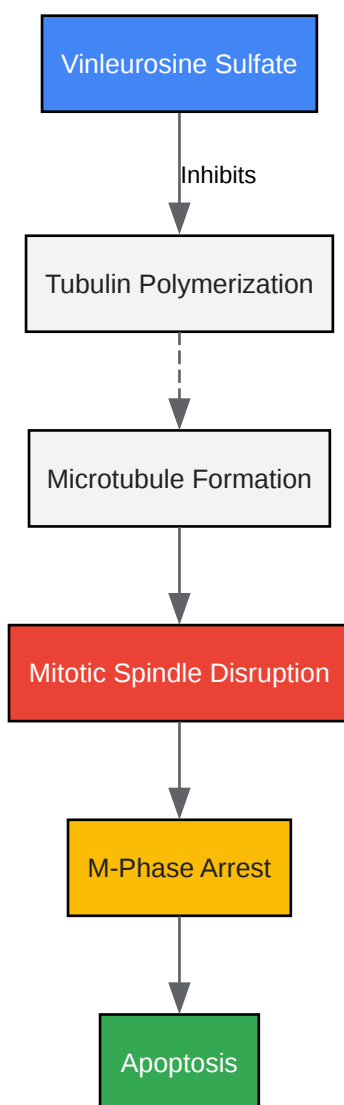 Vinleurosine Sulfate
Inhibits
Tubulin Polymerization
Microtubule Formation
Mitotic Spindle Disruption
M-Phase Arrest
Apoptosis